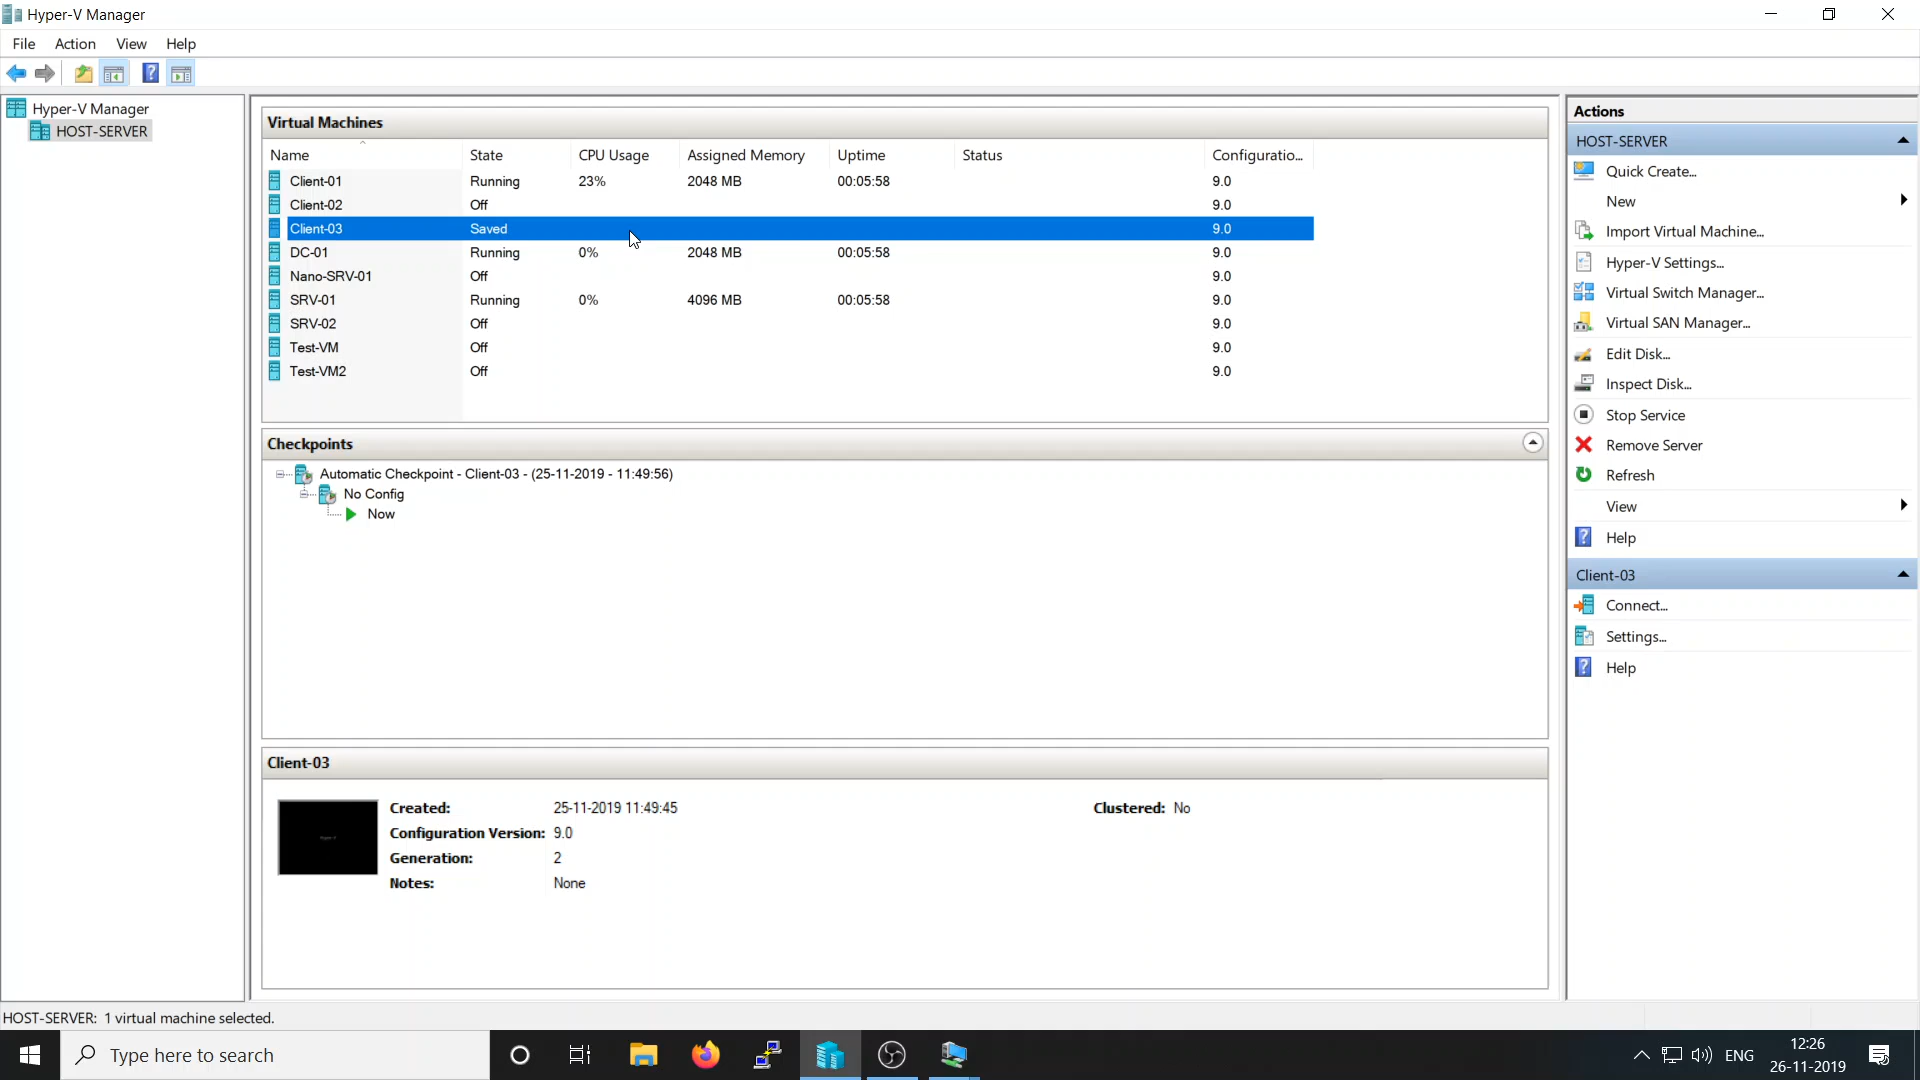 Hyper-V Manager
File Action View Help
Hyper-V Manager
HOST-SERVER
Virtual Machines
Name State CPU Usage Assigned Memory Uptime Status Configuratio...
Client-01 Running 23% 2048 MB 00:05:58 9.0
Client-02 Off 9.0
Client-03 Saved 9.0
DC-01 Running 0% 2048 MB 00:05:58 9.0
Nano-SRV-01 Off 9.0
SRV-01 Running 0% 4096 MB 00:05:58 9.0
SRV-02 Off 9.0
Test-VM Off 9.0
Test-VM2 Off 9.0
Checkpoints
Automatic Checkpoint - Client-03 - (25-11-2019 - 11:49:56)
No Config
Now
Client-03
Created: 25-11-2019 11:49:45 Clustered: No
Configuration Version: 9.0
Generation: 2
Notes: None
Actions
HOST-SERVER
Quick Create...
New
Import Virtual Machine...
Hyper-V Settings...
Virtual Switch Manager...
Virtual SAN Manager...
Edit Disk...
Inspect Disk...
Stop Service
Remove Server
Refresh
View
Help
Client-03
Connect...
Settings...
Help
HOST-SERVER: 1 virtual machine selected.
Type here to search
ENG
12:26
26-11-2019